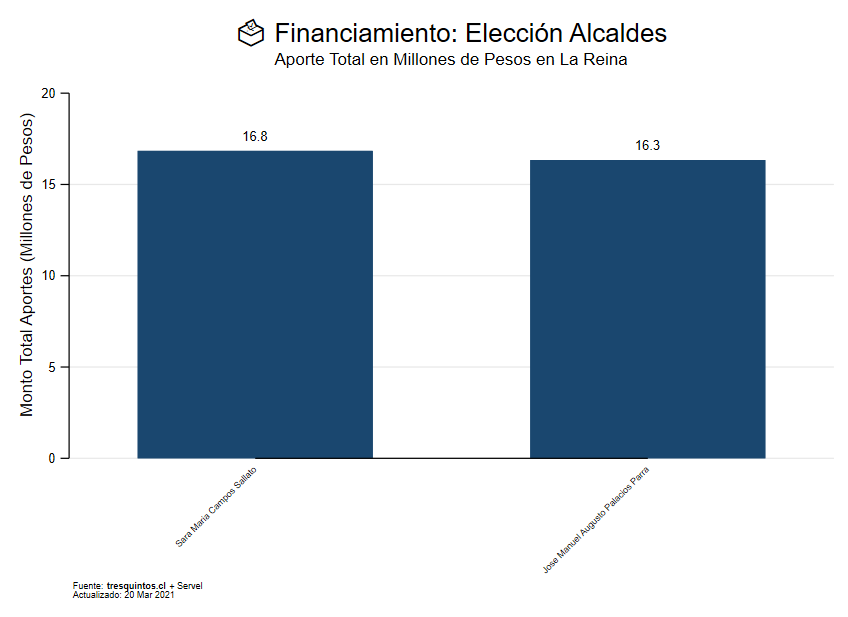 Financiamiento: Elección Alcaldes
Aporte Total en Millones de Pesos en La Reina
Monto Total Aportes (Millones de Pesos)
20
15
10
5
0
16.8
16.3
Sara Maria Campos Sallato
Jose Manuel Augusto Palacios Parra
Fuente: tresquintos.cl + Servel
Actualizado: 20 Mar 2021